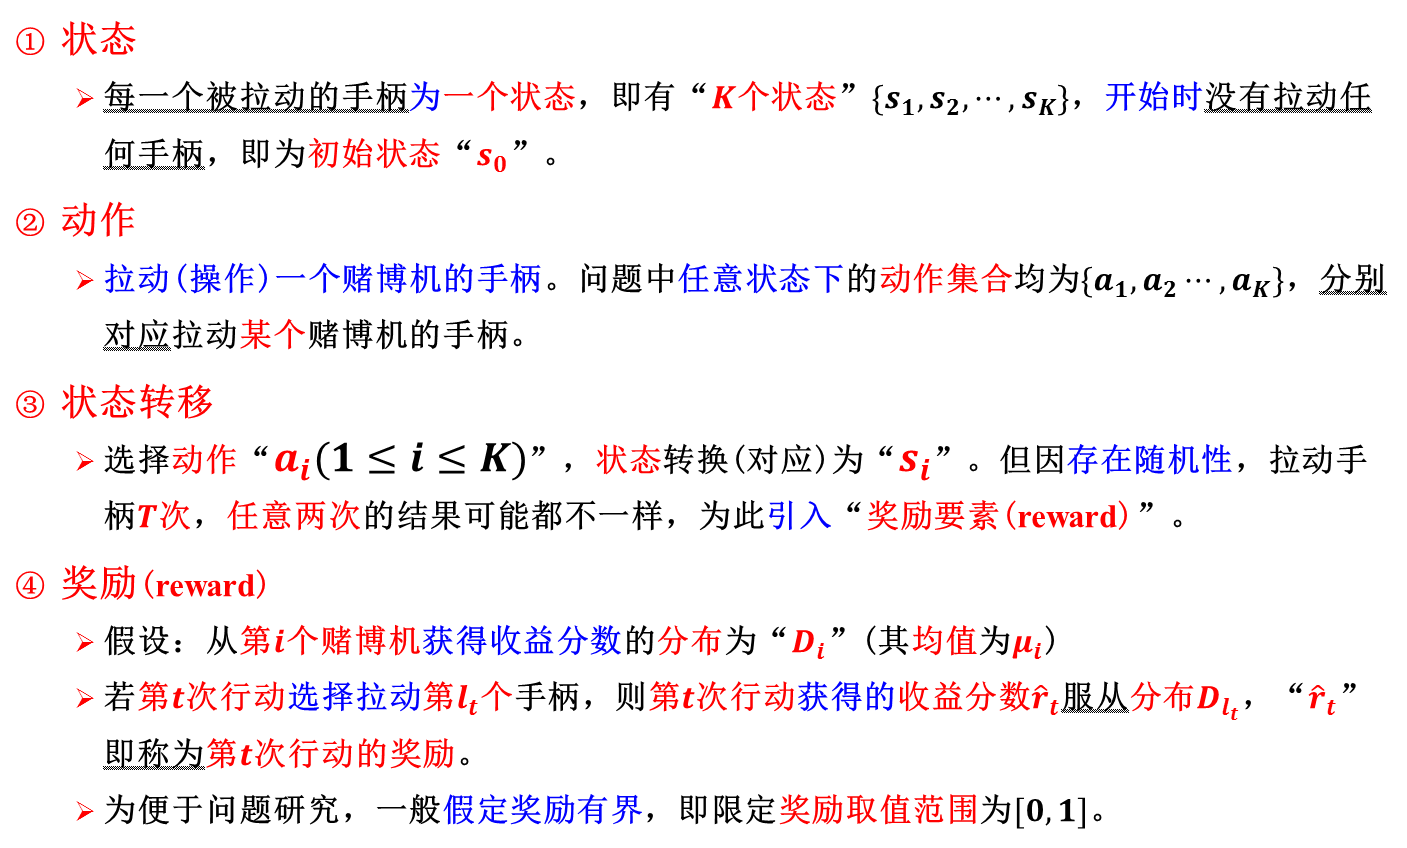 ① 状态
➢ 每一个被拉动的手柄为一个状态，即有“K个状态”{s₁, s₂, ⋯ , s_K}，开始时没有拉动任
何手柄，即为初始状态“s₀”。
② 动作
➢ 拉动(操作)一个赌博机的手柄。问题中任意状态下的动作集合均为{a₁, a₂ ⋯ , a_K}，分别
对应拉动某个赌博机的手柄。
③ 状态转移
➢ 选择动作“aᵢ(1 ≤ i ≤ K)”，状态转换(对应)为“sᵢ”。但因存在随机性，拉动手
柄T次，任意两次的结果可能都不一样，为此引入“奖励要素(reward)”。
④ 奖励(reward)
➢ 假设：从第i个赌博机获得收益分数的分布为“Dᵢ”(其均值为μᵢ)
➢ 若第t次行动选择拉动第l_t个手柄，则第t次行动获得的收益分数r̂_t服从分布D_{l_t}，“r̂_t”
即称为第t次行动的奖励。
➢ 为便于问题研究，一般假定奖励有界，即限定奖励取值范围为[0, 1]。